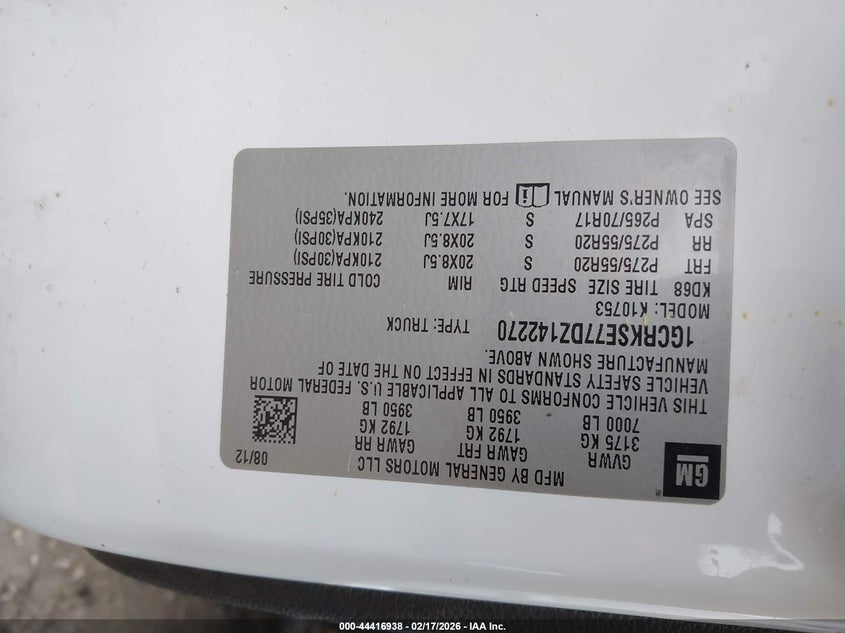 GM
®
MFD BY GENERAL MOTORS LLC 08/12
GVWR GAWR FRT GAWR RR
3175 KG 1792 KG 1792 KG
7000 LB 3950 LB 3950 LB
THIS VEHICLE CONFORMS TO ALL APPLICABLE U.S. FEDERAL MOTOR
VEHICLE SAFETY STANDARDS IN EFFECT ON THE DATE OF
MANUFACTURE SHOWN ABOVE.
1GCRKSE77DZ142270 TYPE: TRUCK
MODEL: K10753
KD68 TIRE SIZE SPEED RTG RIM COLD TIRE PRESSURE
FRT P275/55R20 S 20X8.5J 210KPA(30PSI)
RR P275/55R20 S 20X8.5J 210KPA(30PSI)
SPA P265/70R17 S 17X7.5J 240KPA(35PSI)
SEE OWNER'S MANUAL i FOR MORE INFORMATION.
000-44416938 - 02/17/2026 - IAA Inc.